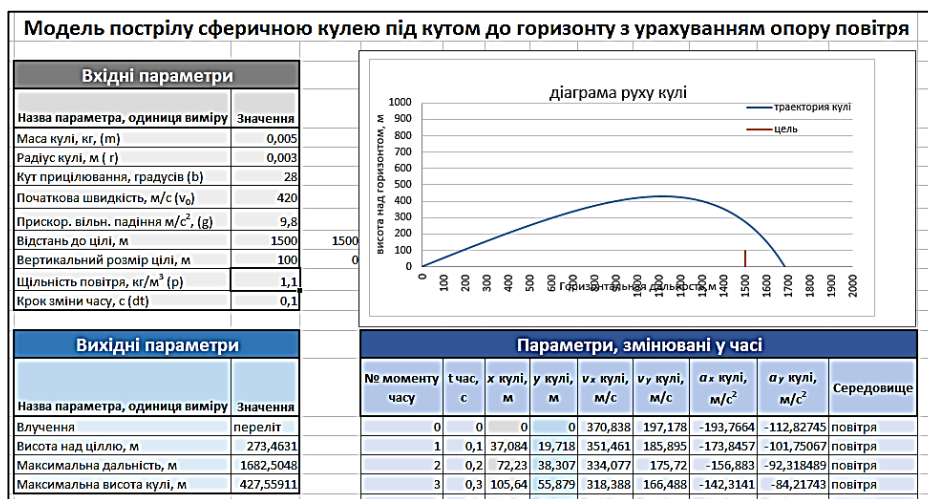 Модель пострілу сферичною кулею під кутом до горизонту з урахуванням опору повітря
Вхідні параметри
Назва параметра, одиниця виміру Значення
Маса кулі, кг, (m) 0,005
Радіус кулі, м ( r) 0,003
Кут прицілювання, градусів (b) 28
Початкова швидкість, м/с (v₀) 420
Прискор. вільн. падіння м/с², (g) 9,8
Відстань до цілі, м 1500 1500
Вертикальний розмір цілі, м 100 0
Щільність повітря, кг/м³ (p) 1,1
Крок зміни часу, с (dt) 0,1
діаграма руху кулі
траектория кулі
цель
висота над горизонтом, м
1000
900
800
700
600
500
400
300
200
100
0
0 100 200 300 400 500 600 700 800 900 1000 1100 1200 1300 1400 1500 1600 1700 1800 1900 2000
Горизонтальная дальность, м
Вихідні параметри
Назва параметра, одиниця виміру Значення
Влучення переліт
Висота над ціллю, м 273,4631
Максимальна дальність, м 1682,5048
Максимальна висота кулі, м 427,55911
Параметри, змінювані у часі
№ моменту часу t час, с x кулі, м y кулі, м vₓ кулі, м/с v_y кулі, м/с aₓ кулі, м/с² a_y кулі, м/с² Середовище
0 0 0 0 370,838 197,178 -193,7664 -112,82745 повітря
1 0,1 37,084 19,718 351,461 185,895 -173,8457 -101,75067 повітря
2 0,2 72,23 38,307 334,077 175,72 -156,883 -92,318489 повітря
3 0,3 105,64 55,879 318,388 166,488 -142,3141 -84,21743 повітря